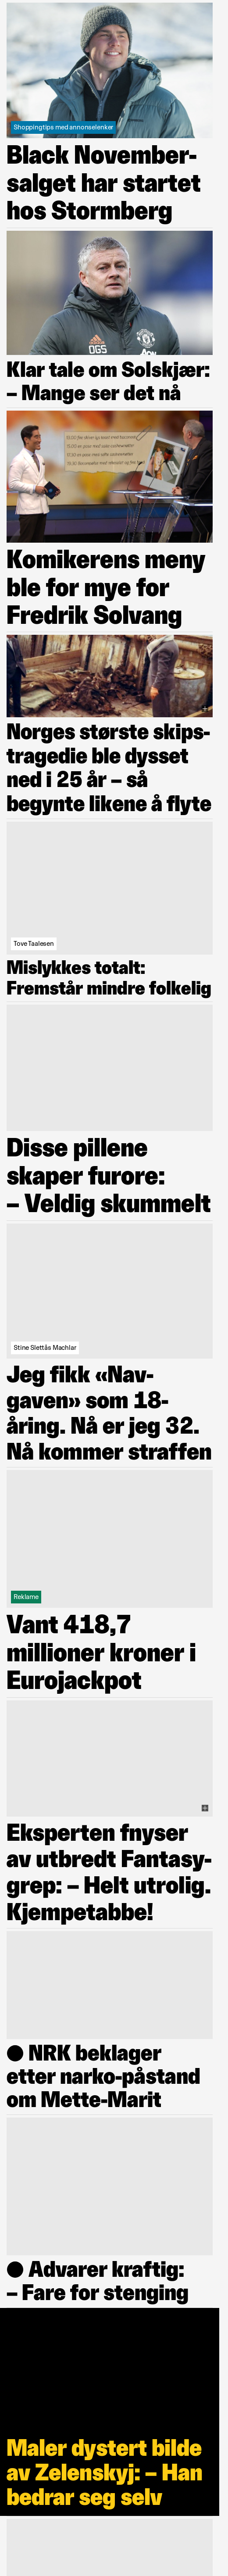 Shoppingtips med annonselenker
Black November-
salget har startet
hos Stormberg
OGS
Klar tale om Solskjær:
– Mange ser det nå
Komikerens meny
ble for mye for
Fredrik Solvang
Norges største skips-
tragedie ble dysset
ned i 25 år – så
begynte likene å flyte
Tove Taalesen
Mislykkes totalt:
Fremstår mindre folkelig
Disse pillene
skaper furore:
– Veldig skummelt
Stine Slettås Machlar
Jeg fikk «Nav-
gaven» som 18-
åring. Nå er jeg 32.
Nå kommer straffen
Reklame
Vant 418,7
millioner kroner i
Eurojackpot
Eksperten fnyser
av utbredt Fantasy-
grep: – Helt utrolig.
Kjempetabbe!
● NRK beklager
etter narko-påstand
om Mette-Marit
● Advarer kraftig:
– Fare for stenging
Maler dystert bilde
av Zelenskyj: – Han
bedrar seg selv